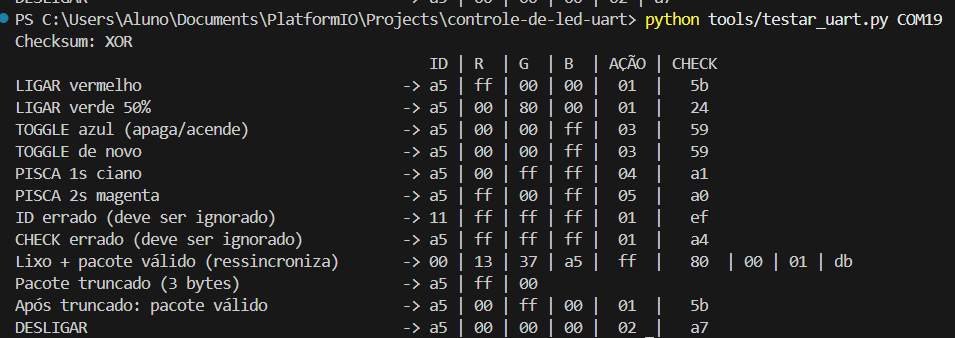 PS C:\Users\Aluno\Documents\PlatformIO\Projects\controle-de-led-uart> python tools/testar_uart.py COM19
Checksum: XOR
ID | R | G | B | AÇÃO | CHECK
LIGAR vermelho -> a5 | ff | 00 | 00 | 01 | 5b
LIGAR verde 50% -> a5 | 00 | 80 | 00 | 01 | 24
TOGGLE azul (apaga/acende) -> a5 | 00 | 00 | ff | 03 | 59
TOGGLE de novo -> a5 | 00 | 00 | ff | 03 | 59
PISCA 1s ciano -> a5 | 00 | ff | ff | 04 | a1
PISCA 2s magenta -> a5 | ff | 00 | ff | 05 | a0
ID errado (deve ser ignorado) -> 11 | ff | ff | ff | 01 | ef
CHECK errado (deve ser ignorado) -> a5 | ff | ff | ff | 01 | a4
Lixo + pacote válido (ressincroniza) -> 00 | 13 | 37 | a5 | ff | 80 | 00 | 01 | db
Pacote truncado (3 bytes) -> a5 | ff | 00
Após truncado: pacote válido -> a5 | 00 | ff | 00 | 01 | 5b
DESLIGAR -> a5 | 00 | 00 | 00 | 02 | a7